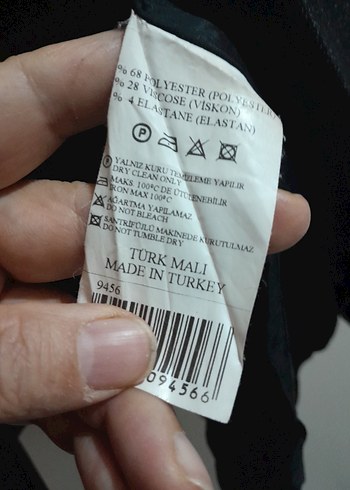 % 68 POLYESTER (POLYESTER)
% 28 VISCOSE (VİSKON)
% 4 ELASTANE (ELASTAN)
P
P YALNIZ KURU TEMİZLEME YAPILIR
DRY CLEAN ONLY
MAKS 100°C DE ÜTÜLENEBİLİR
IRON MAX 100°C
AĞARTMA YAPILAMAZ
DO NOT BLEACH
SANTRİFÜJLÜ MAKİNEDE KURUTULMAZ
DO NOT TUMBLE DRY
TÜRK MALI
MADE IN TURKEY
9456
094566